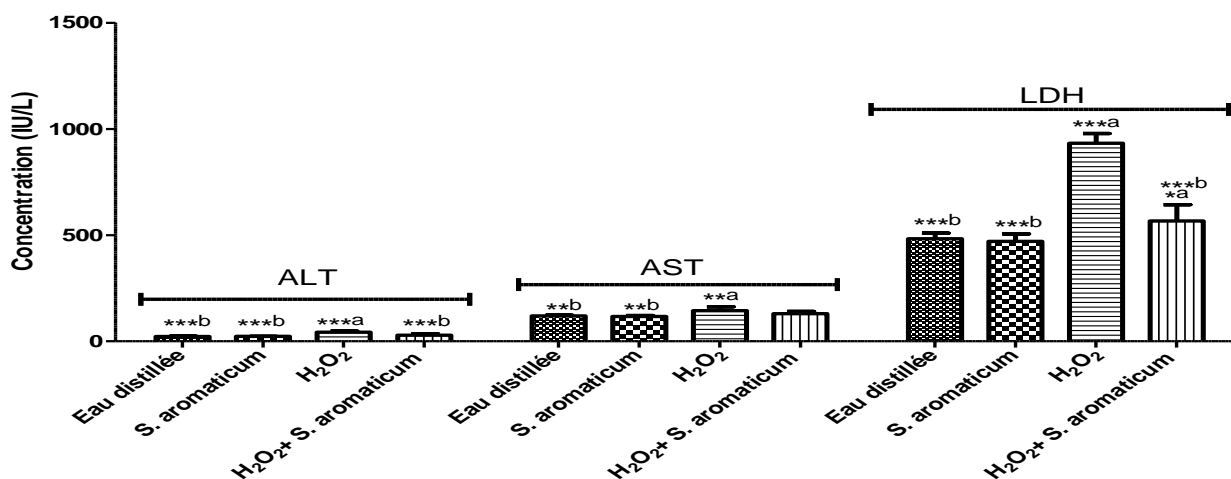 Concentration (IU/L)
1500
1000
500
0
ALT
***b
***b
***a
***b
AST
**b
**b
**a
LDH
***b
***b
***a
***b
*a
Eau distillée
S. aromaticum
H₂O₂
H₂O₂+ S. aromaticum
Eau distillée
S. aromaticum
H₂O₂
H₂O₂+ S. aromaticum
Eau distillée
S. aromaticum
H₂O₂
H₂O₂+ S. aromaticum